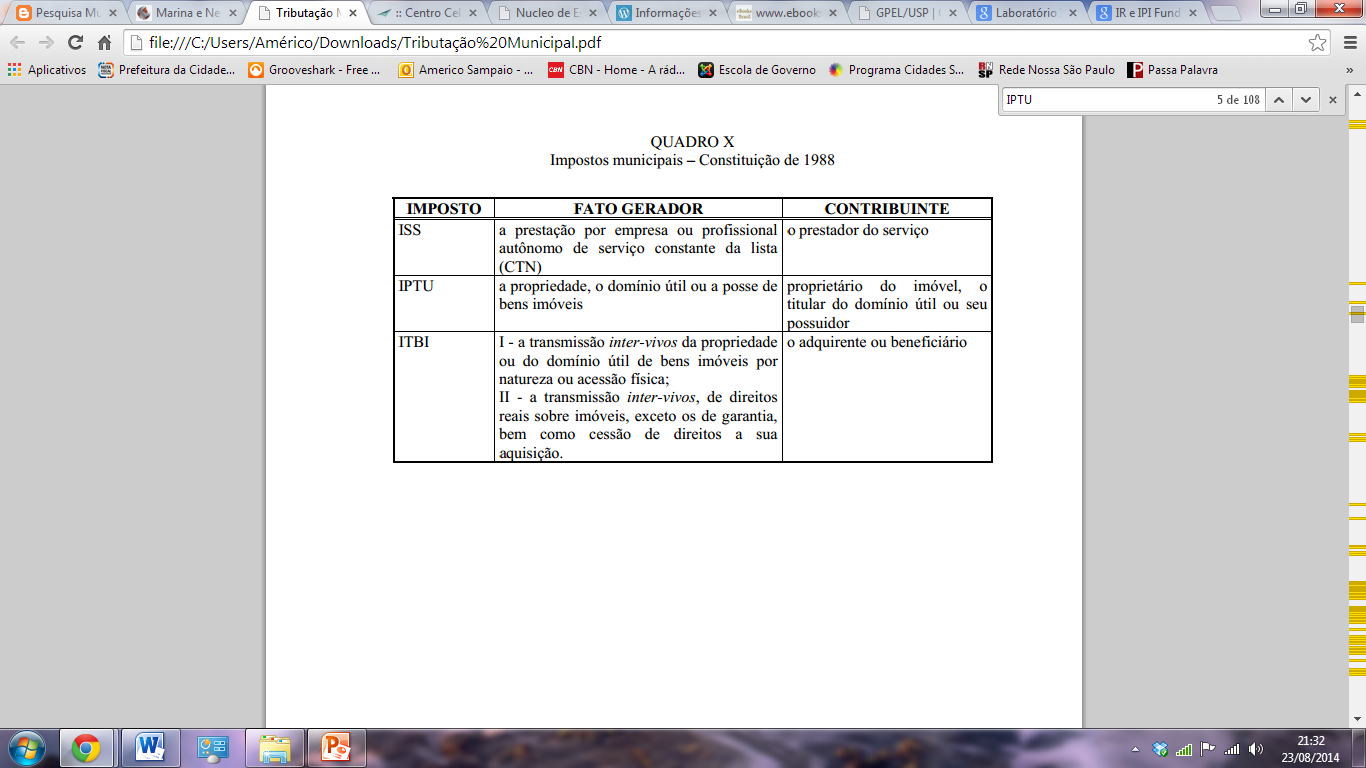 Pesquisa Mu
Marina e Ne
Tributação M
:: Centro Cel
Nucleo de E
Informações
www.ebook
GPEL/USP |
Laboratório
IR e IPI Fund
file:///C:/Users/Américo/Downloads/Tributação%20Municipal.pdf
Aplicativos
Prefeitura da Cidade...
Grooveshark - Free ...
Americo Sampaio - ...
CBN - Home - A rád...
Escola de Governo
Programa Cidades S...
Rede Nossa São Paulo
Passa Palavra
»
IPTU 5 de 108
QUADRO X
Impostos municipais – Constituição de 1988
IMPOSTO FATO GERADOR CONTRIBUINTE
ISS
a prestação por empresa ou profissional
autônomo de serviço constante da lista
(CTN)
o prestador do serviço
IPTU
a propriedade, o domínio útil ou a posse de
bens imóveis
proprietário do imóvel, o
titular do domínio útil ou seu
possuidor
ITBI
I - a transmissão inter-vivos da propriedade
ou do domínio útil de bens imóveis por
natureza ou acessão física;
II - a transmissão inter-vivos, de direitos
reais sobre imóveis, exceto os de garantia,
bem como cessão de direitos a sua
aquisição.
o adquirente ou beneficiário
21:32
23/08/2014